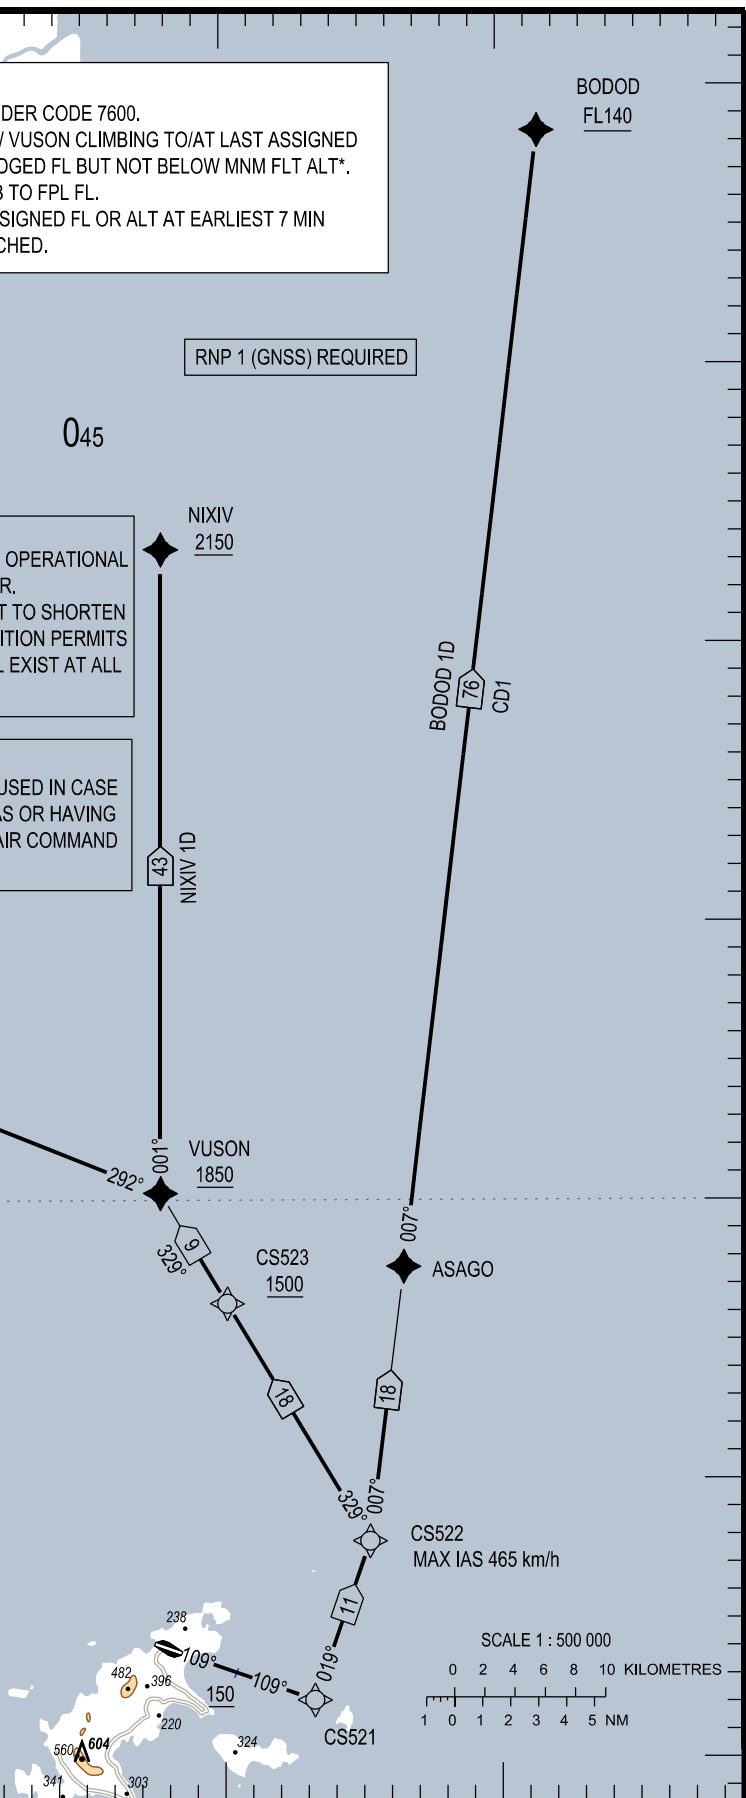 BODOD
FL140
DER CODE 7600.
/ VUSON CLIMBING TO/AT LAST ASSIGNED
DGED FL BUT NOT BELOW MNM FLT ALT*.
TO FPL FL.
SIGNED FL OR ALT AT EARLIEST 7 MIN
CHED.
RNP 1 (GNSS) REQUIRED
045
NIXIV
2150
OPERATIONAL
R.
T TO SHORTEN
ITION PERMITS
EXIST AT ALL
BODOD 1D
76
CD1
USED IN CASE
AS OR HAVING
AIR COMMAND
43
NIXIV 1D
001°
VUSON
1850
292°
9
329°
CS523
1500
007°
ASAGO
18
18
329°
007°
CS522
MAX IAS 465 km/h
11
238
109°
109°
019°
150
482
396
220
CS521
324
560
604
341
303
SCALE 1 : 500 000
0 2 4 6 8 10 KILOMETRES
1 0 1 2 3 4 5 NM